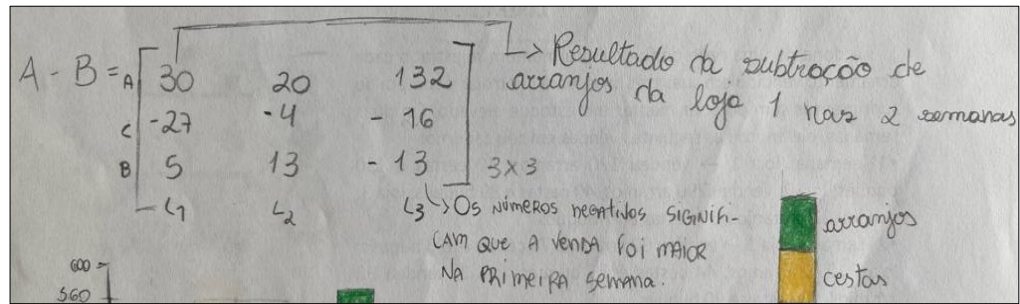 A - B =
A 30 20 132
C -27 -4 - 16
B 5 13 - 13 3x3
L1 L2 L3
↳ Resultado da subtração de
arranjos da loja 1 nas 2 semanas
↳ Os números negativos signifi-
cam que a venda foi maior
na primeira semana.
arranjos
cestas
600
560